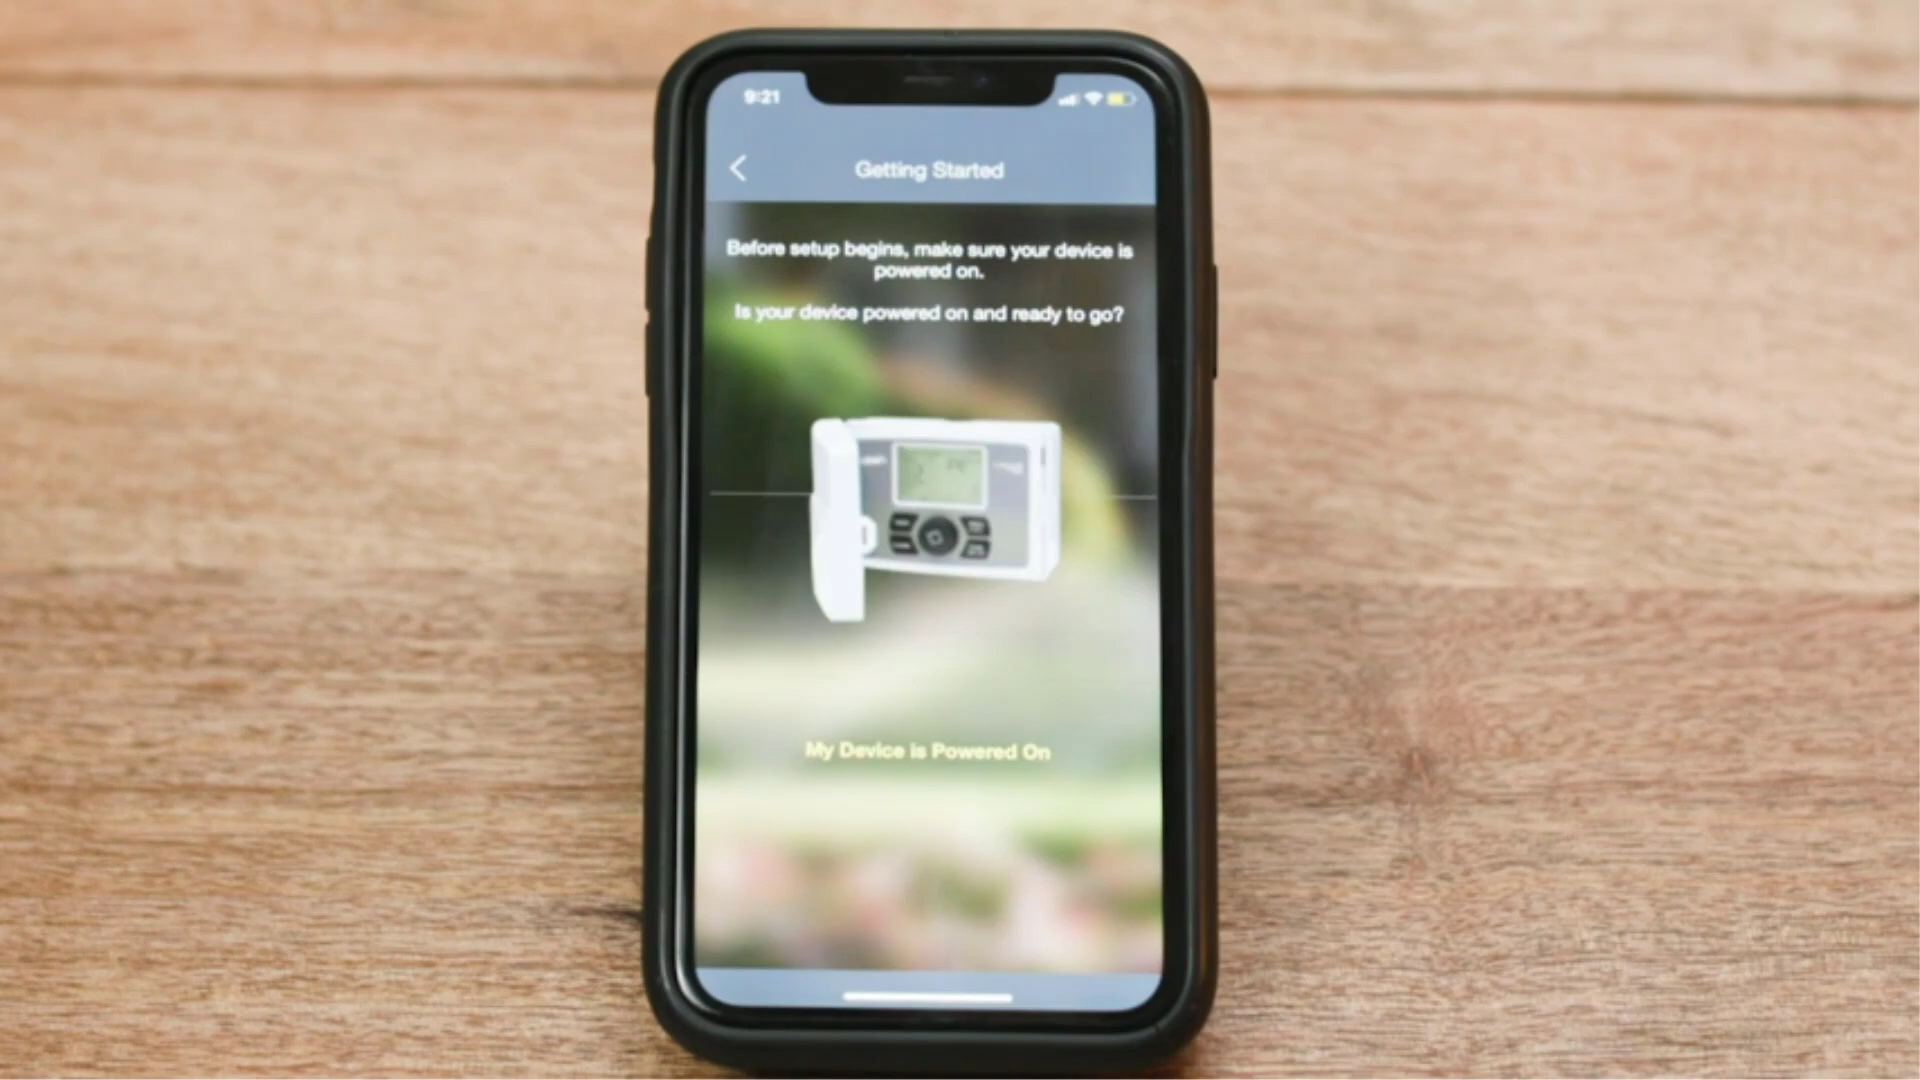 9:21
Getting Started
Before setup begins, make sure your device is
powered on.
Is your device powered on and ready to go?
My Device is Powered On